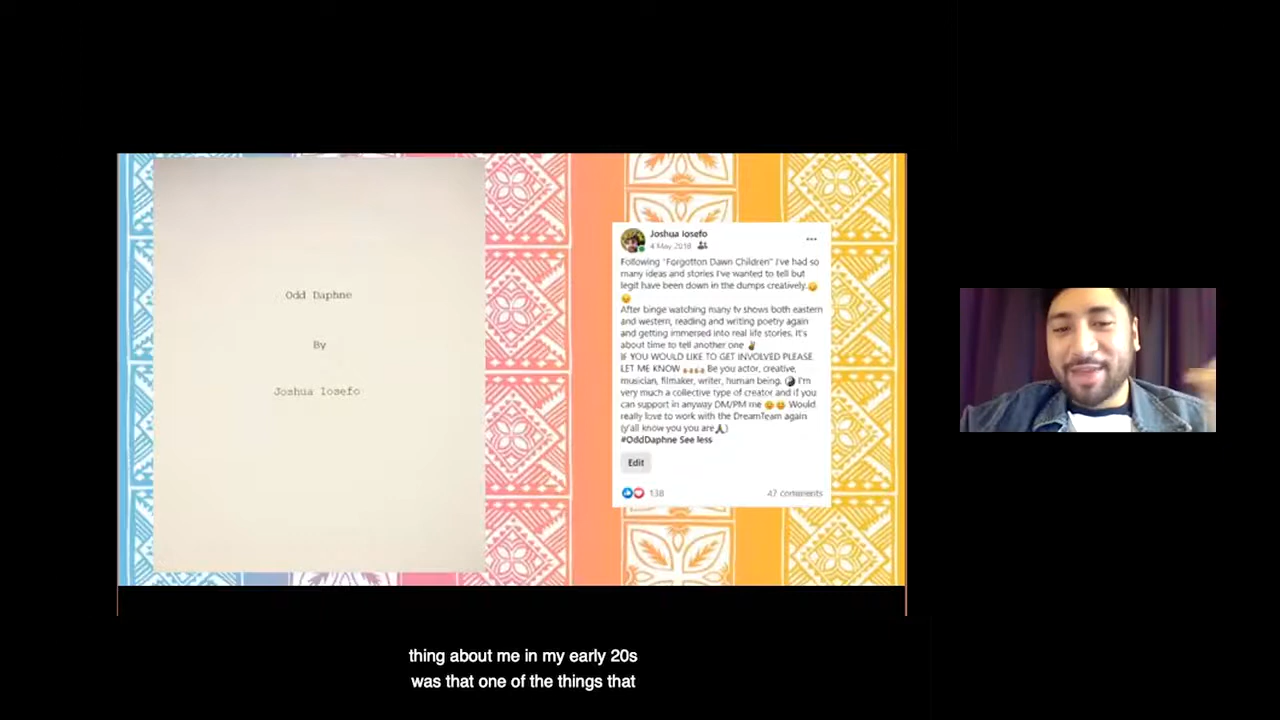 Odd Daphne
By
Joshua Iosefo
Joshua Iosefo
4 May 2018
Following "Forgotton Dawn Children" I've had so
many ideas and stories I've wanted to tell but
legit have been down in the dumps creatively.
After binge watching many tv shows both eastern
and western, reading and writing poetry again
and getting immersed into real life stories. It's
about time to tell another one
IF YOU WOULD LIKE TO GET INVOLVED PLEASE
LET ME KNOW Be you actor, creative,
musician, filmaker, writer, human being. I'm
very much a collective type of creator and if you
can support in anyway DM/PM me Would
really love to work with the DreamTeam again
(y'all know you you are)
#OddDaphne See less
Edit
138
47 comments
thing about me in my early 20s
was that one of the things that